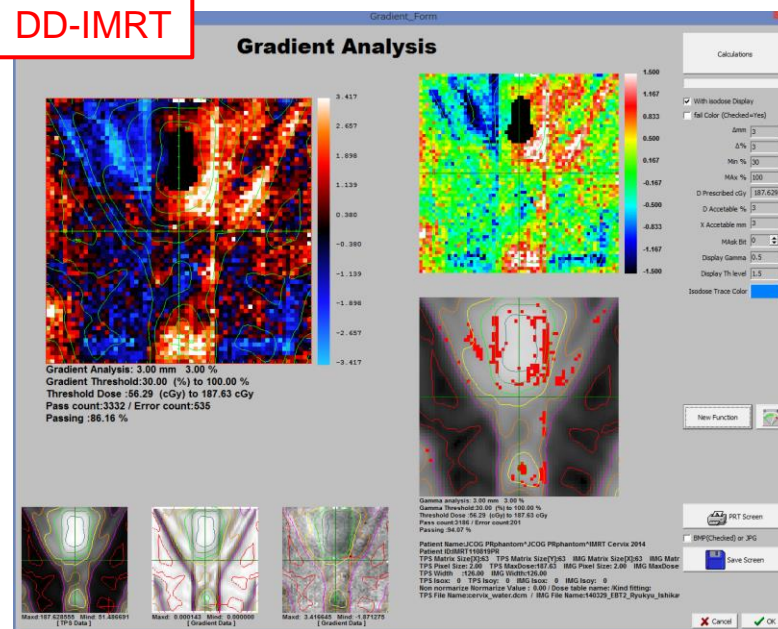 DD-IMRT
Gradient_Form
Gradient Analysis
3.417
2.657
1.898
1.139
0.380
-0.380
-1.139
-1.898
-2.657
-3.417
Gradient Analysis: 3.00 mm 3.00 %
Gradient Threshold:30.00 (%) to 100.00 %
Threshold Dose :56.29 (cGy) to 187.63 cGy
Pass count:3332 / Error count:535
Passing :86.16 %
1.500
1.167
0.833
0.500
0.167
-0.167
-0.500
-0.833
-1.167
-1.500
Gamma analysis: 3.00 mm 3.00 %
Gamma Threshold:30.00 (%) to 100.00 %
Threshold Dose :56.29 (cGy) to 187.63 cGy
Pass count:3186 / Error count:201
Passing :94.07 %
Patient Name:JCOG PRphantom^JCOG PRphantom^IMRT Cervix 2014
Patient ID:IMRT110819PR
TPS Matrix Size[X]:63 TPS Matrix Size[Y]:63 IMG Matrix Size[X]:63 IMG Matr
TPS Pixel Size: 2.00 TPS MaxDose:187.63 IMG Pixel Size: 2.00 IMG MaxDose
TPS Width :126.00 IMG Width:126.00
TPS Isox: 0 TPS Isoy: 0 IMG Isox: 0 IMG Isoy: 0
Non normarize Normarize Value : 0.00 / Dose table name: /Kind fitting:
TPS File Name:cervix_water.dcm / IMG File Name:140329_EBT2_Ryukyu_Ishikar
Maxd:187.628555 Mind: 51.486691
[ TPS Data ]
Maxd: 0.000143 Mind: 0.000000
[ Gradient Data ]
Maxd: 3.416645 Mind: -1.071275
[ Gradient Data ]
Calculations
With isodose Display
fail Color (Checked=Yes)
Δmm 3
Δ% 3
Min % 30
MAx % 100
D Prescribed cGy 187.629
D Accetable % 3
X Accetable mm 3
MAsk Bit 0
Display Gamma 0.5
Display Th level 1.5
Isodose Trace Color
New Function
PRT Screen
BMP(Checked) or JPG
Save Screen
Cancel
OK